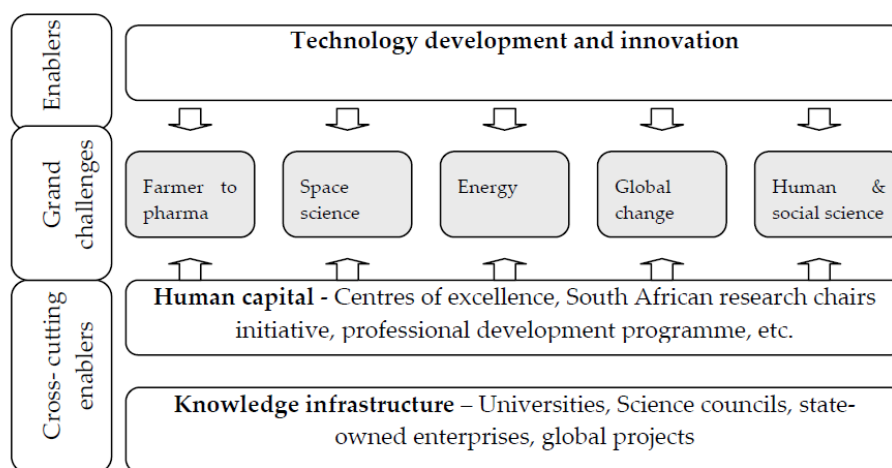 Enablers
Technology development and innovation
Grand
challenges
Farmer to
pharma
Space
science
Energy
Global
change
Human &
social science
Cross- cutting
enablers
Human capital - Centres of excellence, South African research chairs
initiative, professional development programme, etc.
Knowledge infrastructure – Universities, Science councils, state-
owned enterprises, global projects